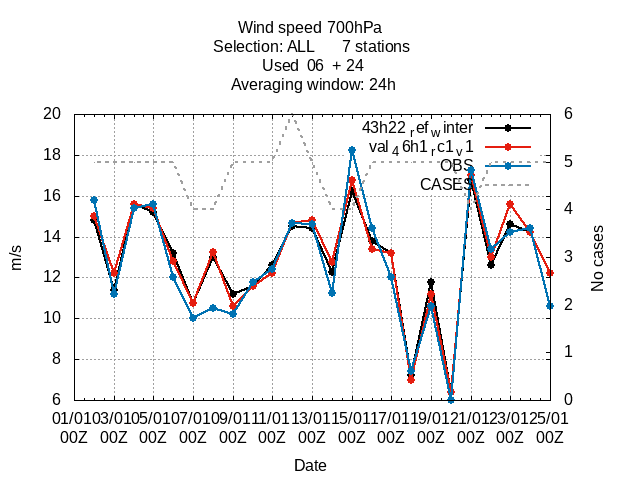 Wind speed 700hPa
Selection: ALL 7 stations
Used 06 + 24
Averaging window: 24h
43h22 ref winter
val 46h1 rc1v1
OBS
CASES
20
18
16
14
12
10
8
6
m/s
6
5
4
3
2
1
0
No cases
01/01 03/01 05/01 07/01 09/01 11/01 13/01 15/01 17/01 19/01 21/01 23/01 25/01
00Z 00Z 00Z 00Z 00Z 00Z 00Z 00Z 00Z 00Z 00Z 00Z 00Z
Date